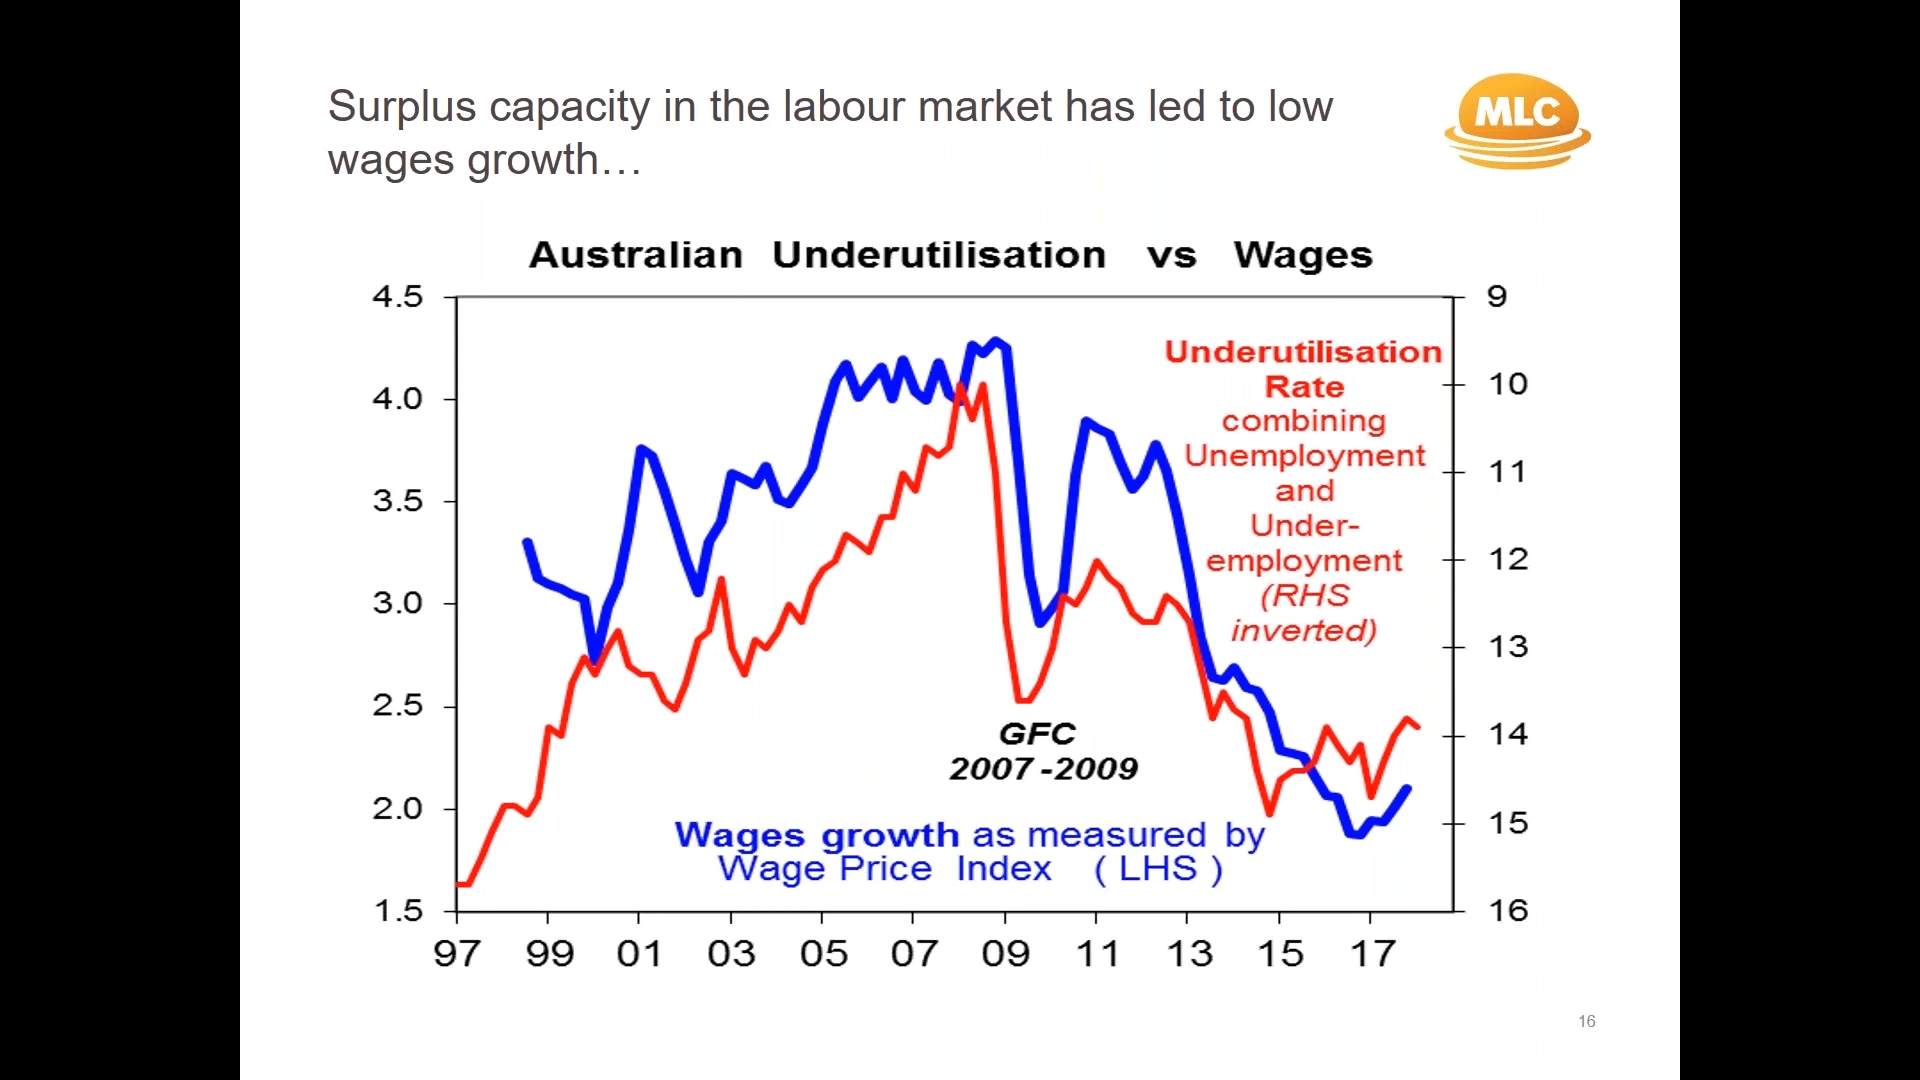 Surplus capacity in the labour market has led to low
wages growth…
MLC
Australian Underutilisation vs Wages
4.5
4.0
3.5
3.0
2.5
2.0
1.5
9
10
11
12
13
14
15
16
Underutilisation
Rate
combining
Unemployment
and
Under-
employment
(RHS
inverted)
GFC
2007 -2009
Wages growth as measured by
Wage Price Index ( LHS )
97 99 01 03 05 07 09 11 13 15 17
16